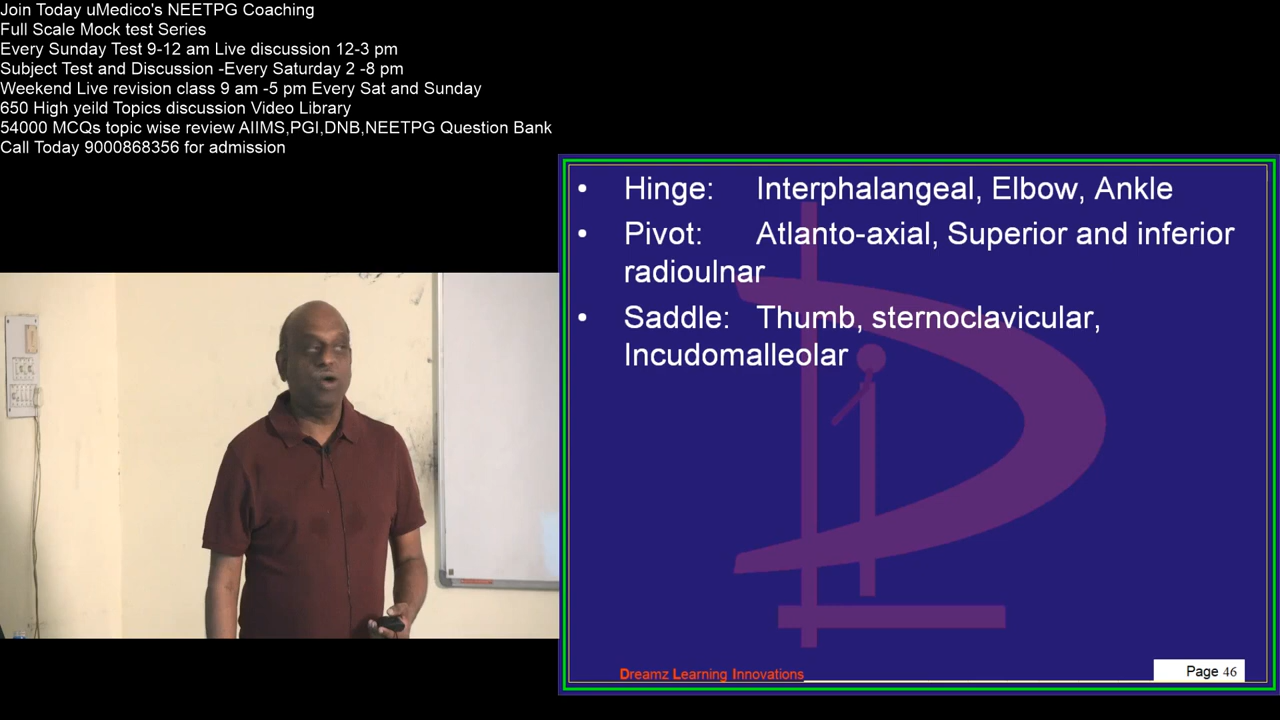 Join Today uMedico's NEETPG Coaching
Full Scale Mock test Series
Every Sunday Test 9-12 am Live discussion 12-3 pm
Subject Test and Discussion -Every Saturday 2 -8 pm
Weekend Live revision class 9 am -5 pm Every Sat and Sunday
650 High yeild Topics discussion Video Library
54000 MCQs topic wise review AIIMS,PGI,DNB,NEETPG Question Bank
Call Today 9000868356 for admission
• Hinge: Interphalangeal, Elbow, Ankle
• Pivot: Atlanto-axial, Superior and inferior
radioulnar
• Saddle: Thumb, sternoclavicular,
Incudomalleolar
Dreamz Learning Innovations
Page 46